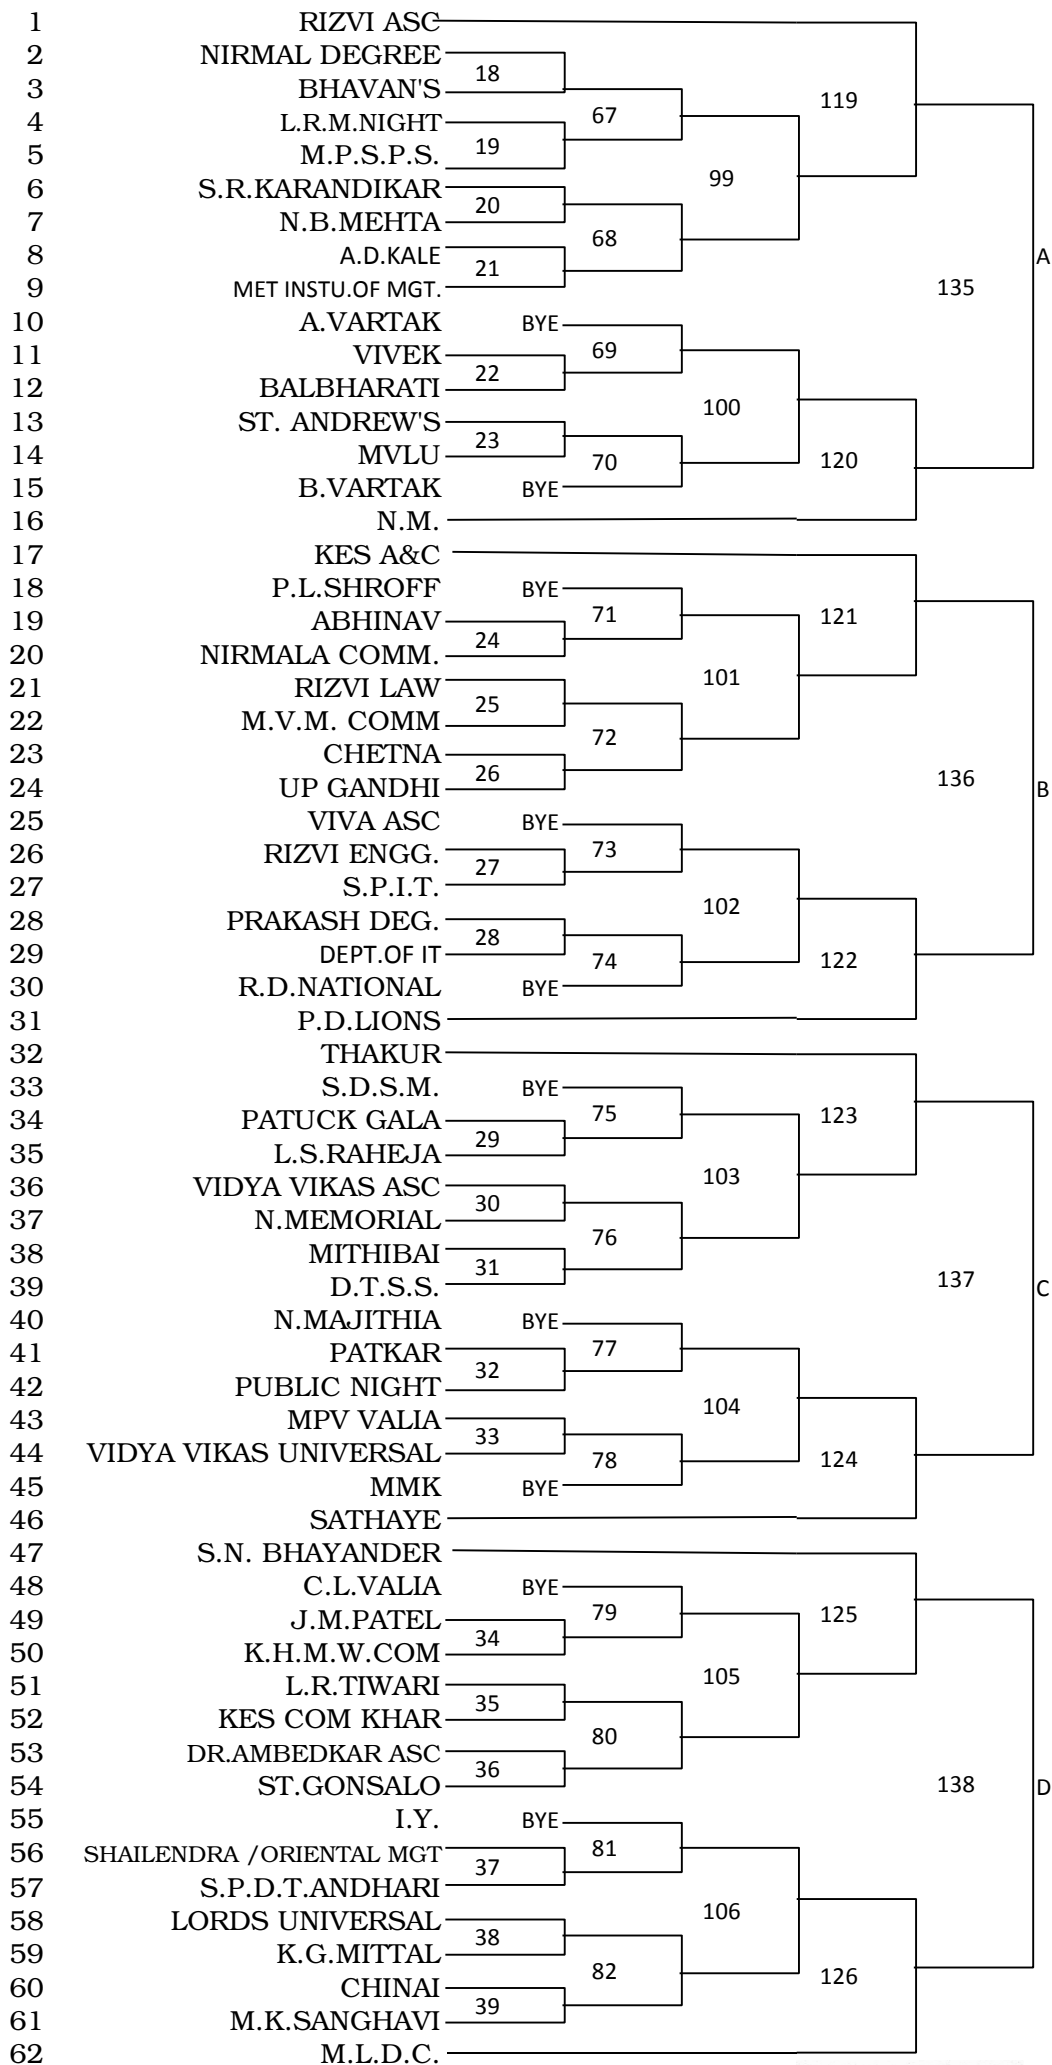 1 RIZVI ASC
2 NIRMAL DEGREE
18
3 BHAVAN'S
119
67
4 L.R.M.NIGHT
19
5 M.P.S.P.S.
99
6 S.R.KARANDIKAR
20
7 N.B.MEHTA
68
8 A.D.KALE
A
21
9 MET INSTU.OF MGT.
135
10 A.VARTAK BYE
69
11 VIVEK
22
12 BALBHARATI
100
13 ST. ANDREW'S
23
14 MVLU
70 120
15 B.VARTAK BYE
16 N.M.
17 KES A&C
18 P.L.SHROFF BYE
71 121
19 ABHINAV
24
20 NIRMALA COMM.
101
21 RIZVI LAW
25
22 M.V.M. COMM
72
23 CHETNA
26 136
24 UP GANDHI B
25 VIVA ASC BYE
73
26 RIZVI ENGG.
27
27 S.P.I.T.
102
28 PRAKASH DEG.
28
29 DEPT.OF IT
74 122
30 R.D.NATIONAL BYE
31 P.D.LIONS
32 THAKUR
33 S.D.S.M. BYE
75 123
34 PATUCK GALA
29
35 L.S.RAHEJA
103
36 VIDYA VIKAS ASC
30
37 N.MEMORIAL
76
38 MITHIBAI
31
137
39 D.T.S.S. C
40 N.MAJITHIA BYE
77
41 PATKAR
32
42 PUBLIC NIGHT
104
43 MPV VALIA
33
44 VIDYA VIKAS UNIVERSAL
78 124
45 MMK BYE
46 SATHAYE
47 S.N. BHAYANDER
48 C.L.VALIA BYE
79 125
49 J.M.PATEL
34
50 K.H.M.W.COM
105
51 L.R.TIWARI
35
52 KES COM KHAR
80
53 DR.AMBEDKAR ASC
36
54 ST.GONSALO
138 D
55 I.Y. BYE
81
56 SHAILENDRA /ORIENTAL MGT
37
57 S.P.D.T.ANDHARI
106
58 LORDS UNIVERSAL
38
59 K.G.MITTAL
82 126
60 CHINAI
39
61 M.K.SANGHAVI
62 M.L.D.C.